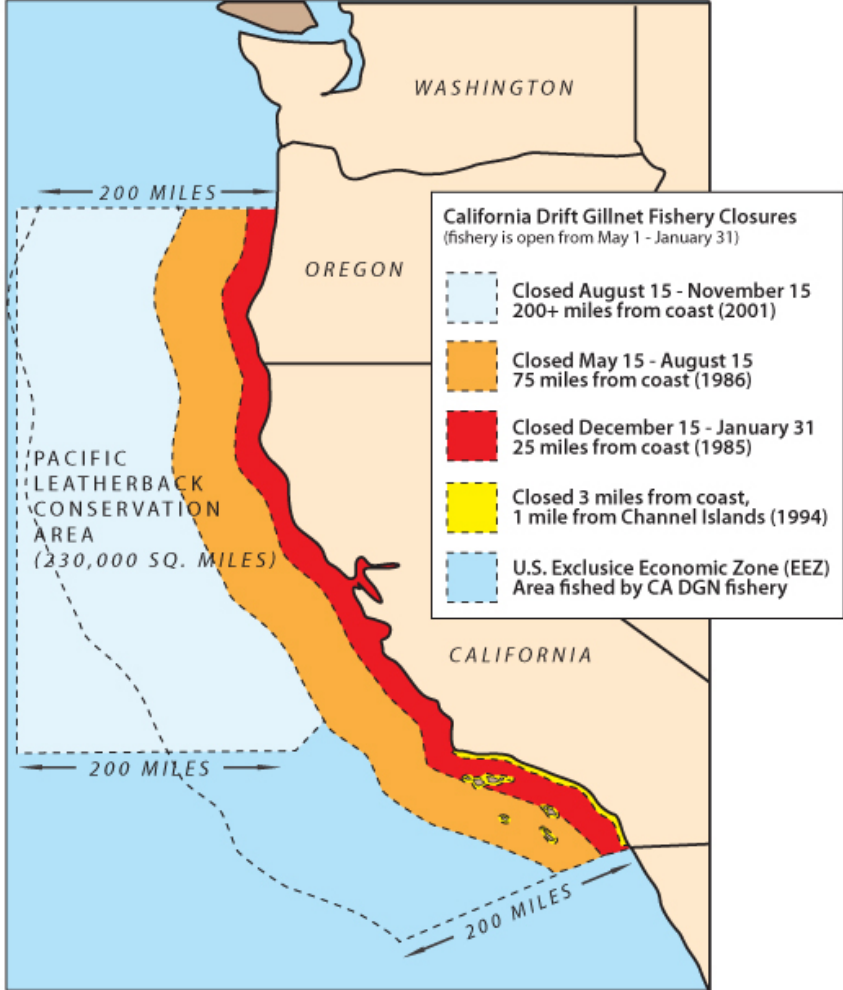 WASHINGTON
200 MILES
OREGON
California Drift Gillnet Fishery Closures
(fishery is open from May 1 - January 31)
Closed August 15 - November 15
200+ miles from coast (2001)
Closed May 15 - August 15
75 miles from coast (1986)
Closed December 15 - January 31
25 miles from coast (1985)
Closed 3 miles from coast,
1 mile from Channel Islands (1994)
U.S. Exclusice Economic Zone (EEZ)
Area fished by CA DGN fishery
PACIFIC
LEATHERBACK
CONSERVATION
AREA
(230,000 SQ. MILES)
CALIFORNIA
200 MILES
200 MILES